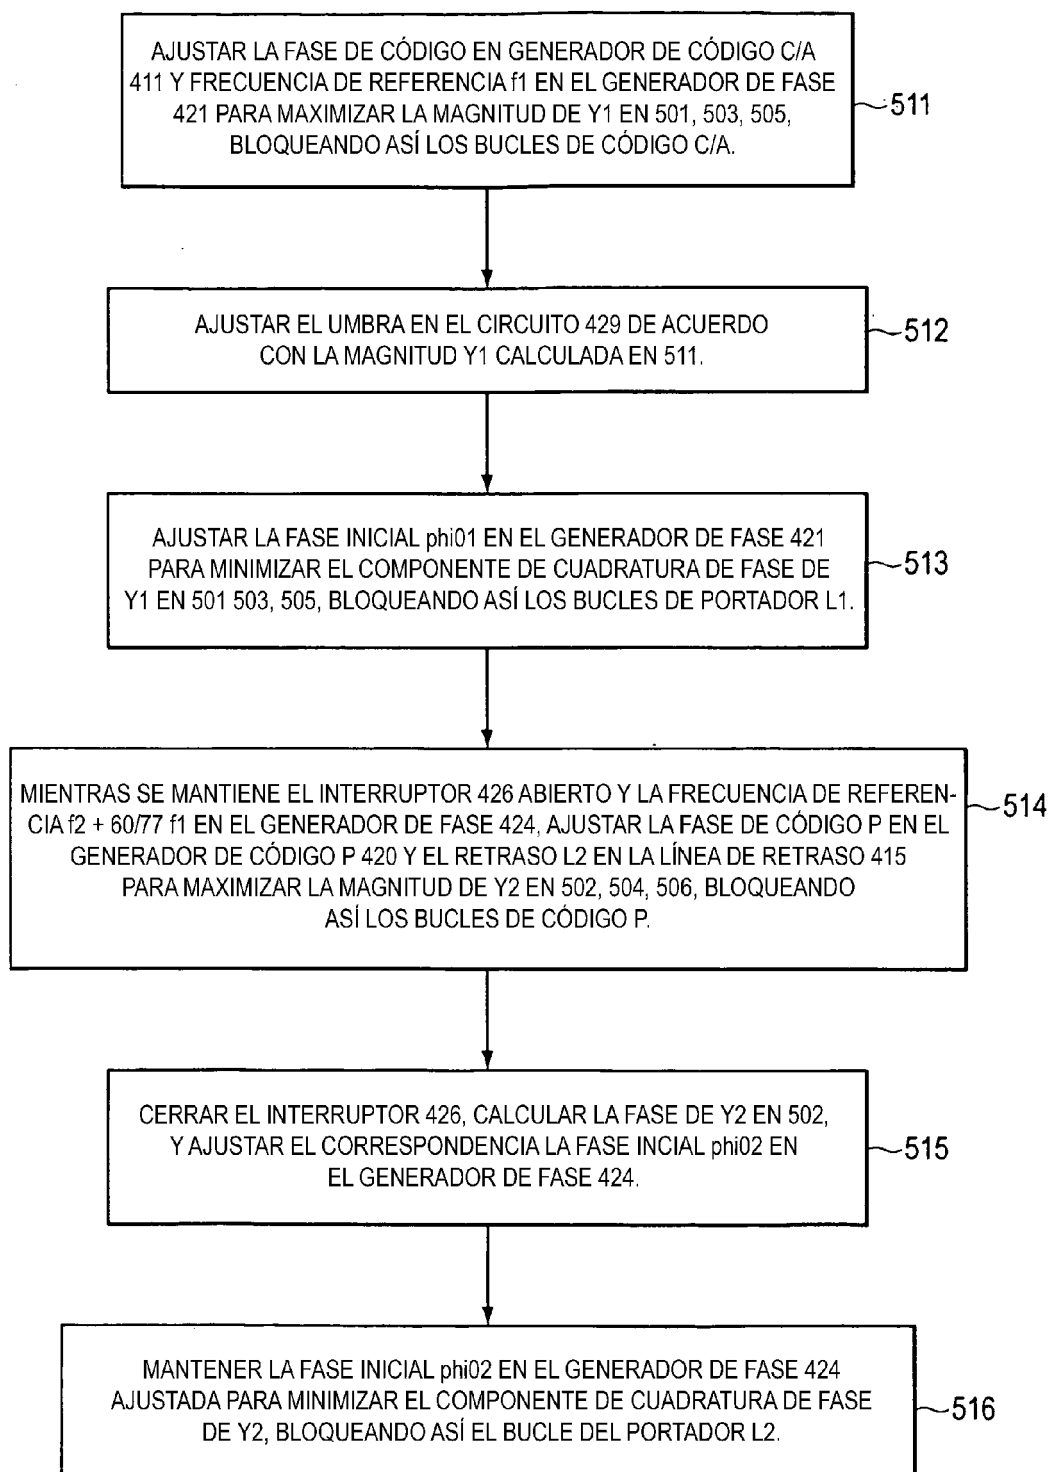 AJUSTAR LA FASE DE CÓDIGO EN GENERADOR DE CÓDIGO C/A
411 Y FRECUENCIA DE REFERENCIA f1 EN EL GENERADOR DE FASE
421 PARA MAXIMIZAR LA MAGNITUD DE Y1 EN 501, 503, 505,
BLOQUEANDO ASÍ LOS BUCLES DE CÓDIGO C/A.
511
AJUSTAR EL UMBRA EN EL CIRCUITO 429 DE ACUERDO
CON LA MAGNITUD Y1 CALCULADA EN 511.
512
AJUSTAR LA FASE INICIAL phi01 EN EL GENERADOR DE FASE 421
PARA MINIMIZAR EL COMPONENTE DE CUADRATURA DE FASE DE
Y1 EN 501 503, 505, BLOQUEANDO ASÍ LOS BUCLES DE PORTADOR L1.
513
MIENTRAS SE MANTIENE EL INTERRUPTOR 426 ABIERTO Y LA FRECUENCIA DE REFEREN-
CIA f2 + 60/77 f1 EN EL GENERADOR DE FASE 424, AJUSTAR LA FASE DE CÓDIGO P EN EL
GENERADOR DE CÓDIGO P 420 Y EL RETRASO L2 EN LA LÍNEA DE RETRASO 415
PARA MAXIMIZAR LA MAGNITUD DE Y2 EN 502, 504, 506, BLOQUEANDO
ASÍ LOS BUCLES DE CÓDIGO P.
514
CERRAR EL INTERRUPTOR 426, CALCULAR LA FASE DE Y2 EN 502,
Y AJUSTAR EL CORRESPONDENCIA LA FASE INCIAL phi02 EN
EL GENERADOR DE FASE 424.
515
MANTENER LA FASE INICIAL phi02 EN EL GENERADOR DE FASE 424
AJUSTADA PARA MINIMIZAR EL COMPONENTE DE CUADRATURA DE FASE
DE Y2, BLOQUEANDO ASÍ EL BUCLE DEL PORTADOR L2.
516